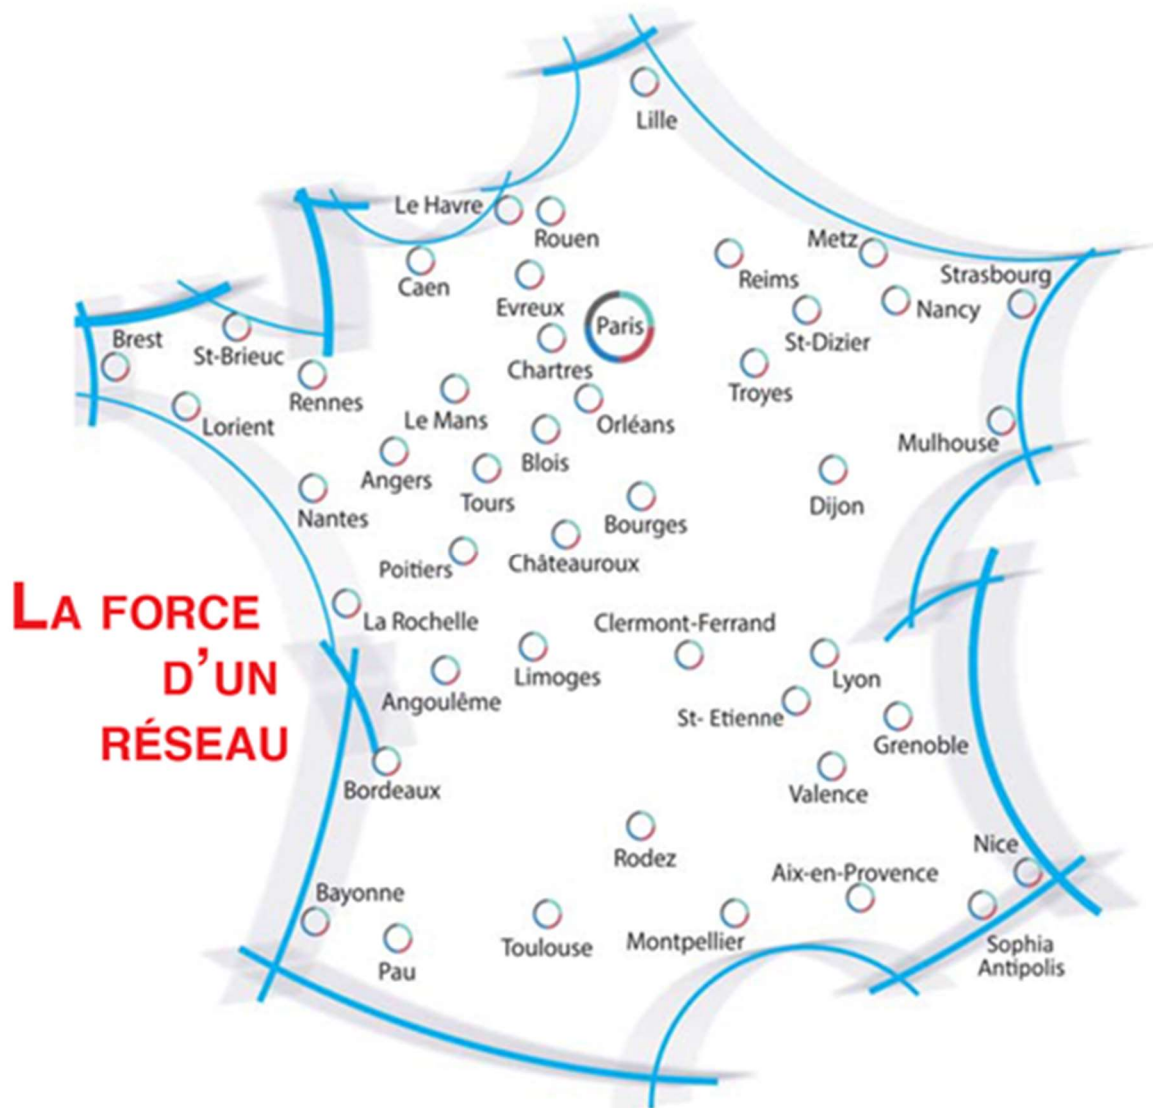 Lille
Le Havre
Rouen
Metz
Caen
Evreux
Reims
Strasbourg
Nancy
Paris
St-Dizier
Brest
St-Brieuc
Chartres
Rennes
Troyes
Lorient
Le Mans
Orléans
Mulhouse
Angers
Blois
Tours
Dijon
Nantes
Bourges
Poitiers
Châteauroux
LA FORCE
D’UN
RÉSEAU
La Rochelle
Clermont-Ferrand
Limoges
Lyon
Angoulême
St- Etienne
Grenoble
Bordeaux
Valence
Rodez
Nice
Aix-en-Provence
Bayonne
Toulouse
Montpellier
Pau
Sophia
Antipolis